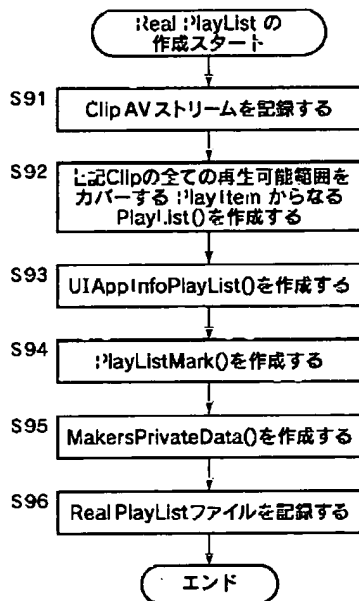 Real PlayList の
作成スタート
S91
Clip AVストリームを記録する
S92
上記Clipの全ての再生可能範囲を
カバーする PlayItem からなる
PlayList()を作成する
S93
UIAppInfoPlayList()を作成する
S94
PlayListMark()を作成する
S95
MakersPrivateData()を作成する
S96
Real PlayListファイルを記録する
エンド